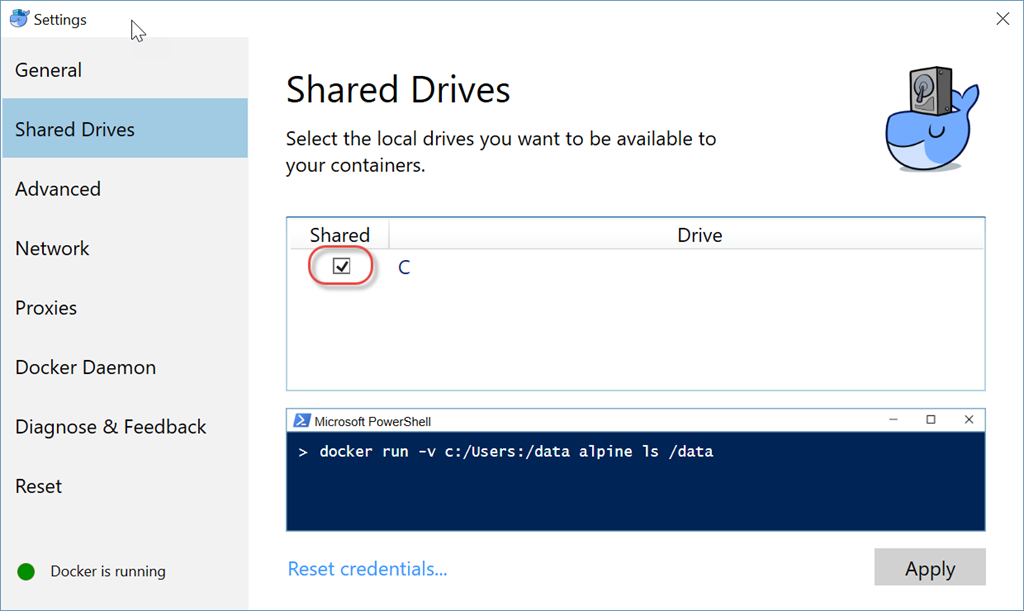 Settings
General
Shared Drives
Advanced
Network
Proxies
Docker Daemon
Diagnose & Feedback
Reset
Docker is running
Shared Drives
Select the local drives you want to be available to
your containers.
Shared Drive
C
Microsoft PowerShell
> docker run -v c:/Users:/data alpine ls /data
Reset credentials...
Apply